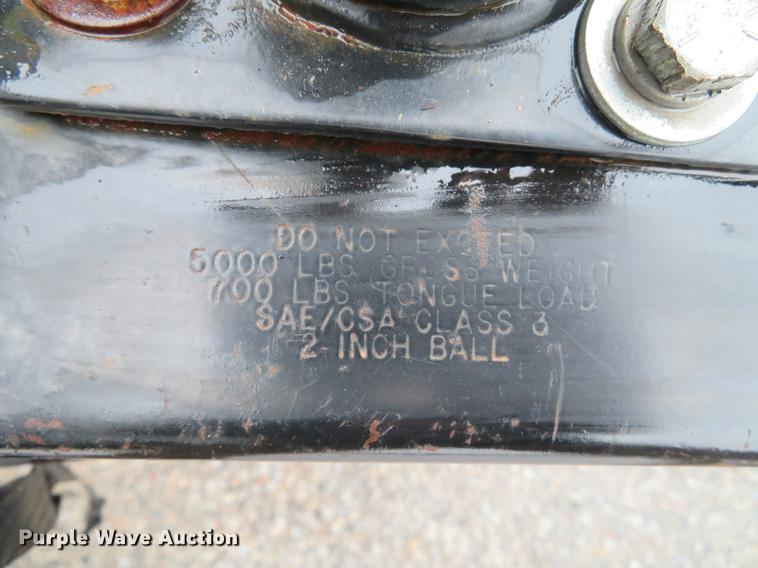 DO NOT EXCEED
5000 LBS GROSS WEIGHT
700 LBS TONGUE LOAD
SAE/CSA CLASS 3
2-INCH BALL
Purple Wave Auction